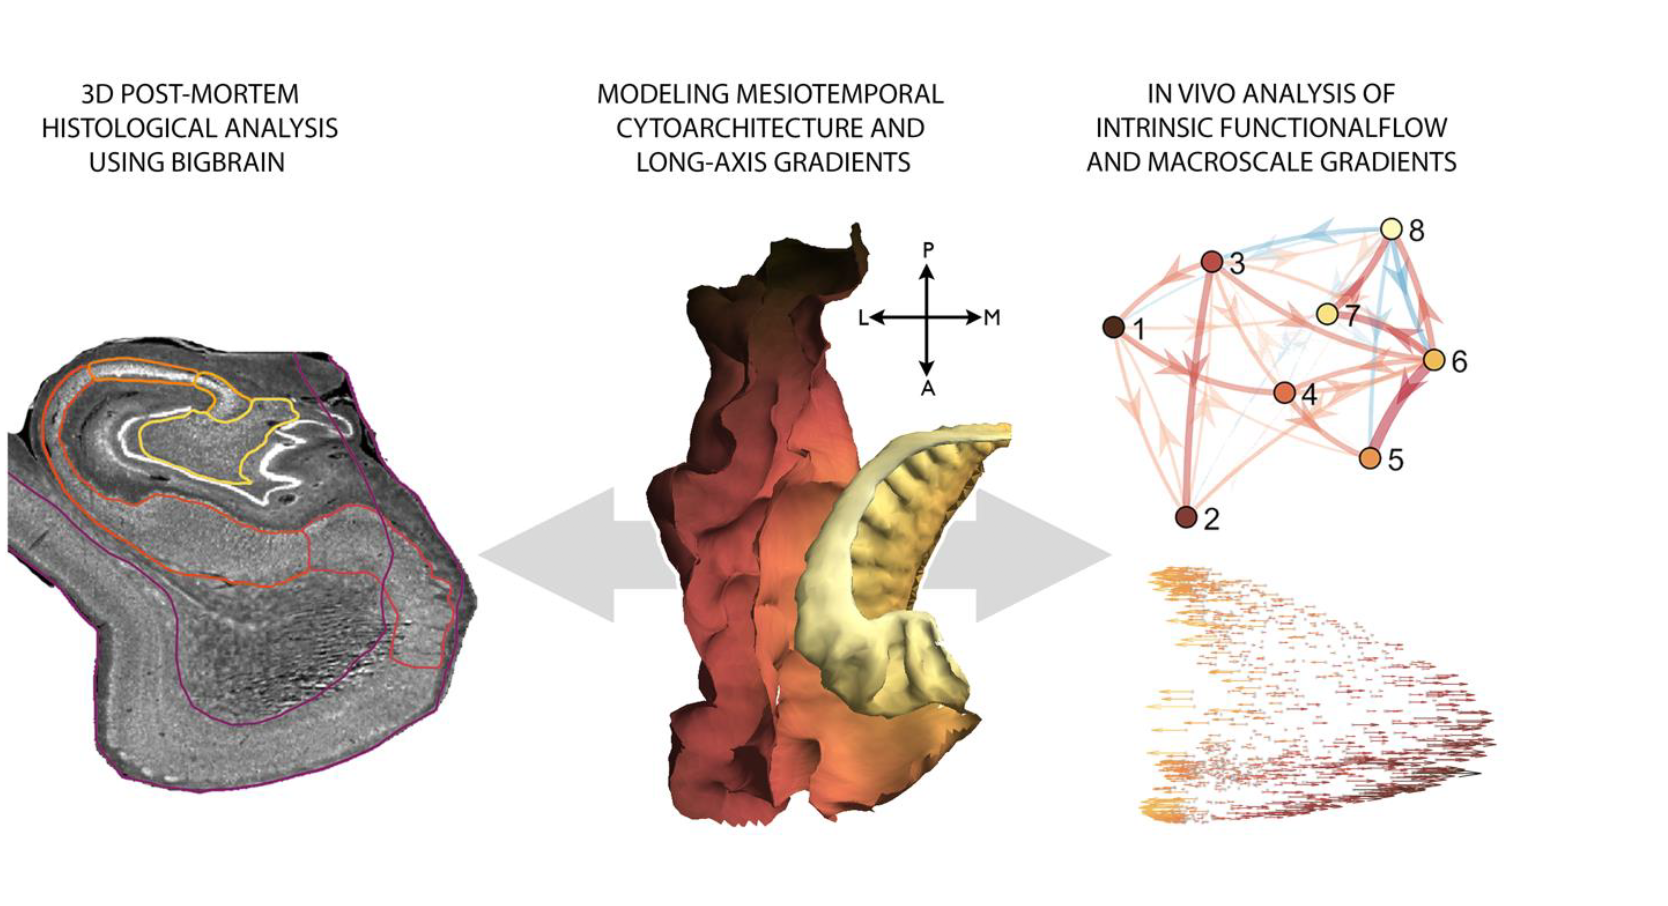 3D POST-MORTEM
HISTOLOGICAL ANALYSIS
USING BIGBRAIN
MODELING MESIOTEMPORAL
CYTOARCHITECTURE AND
LONG-AXIS GRADIENTS
IN VIVO ANALYSIS OF
INTRINSIC FUNCTIONALFLOW
AND MACROSCALE GRADIENTS
P
L M
A
8
3
7
1
6
4
5
2